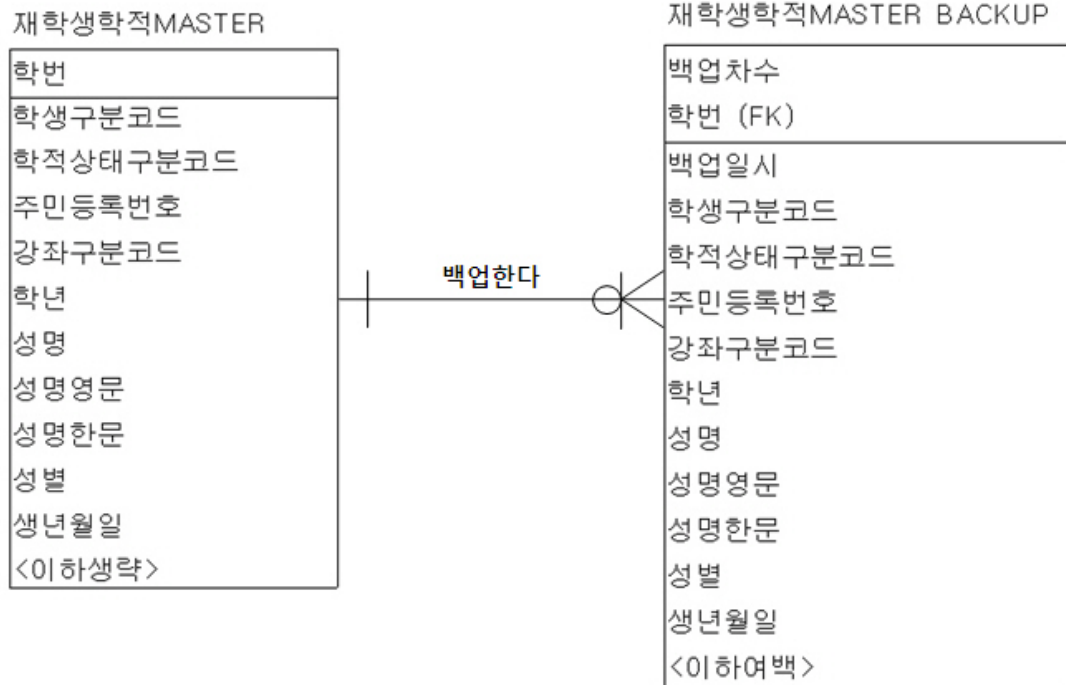 재학생학적MASTER
학번
학생구분코드
학적상태구분코드
주민등록번호
강좌구분코드
학년
성명
성명영문
성명한문
성별
생년월일
<이하생략>
백업한다
재학생학적MASTER BACKUP
백업차수
학번 (FK)
백업일시
학생구분코드
학적상태구분코드
주민등록번호
강좌구분코드
학년
성명
성명영문
성명한문
성별
생년월일
<이하여백>